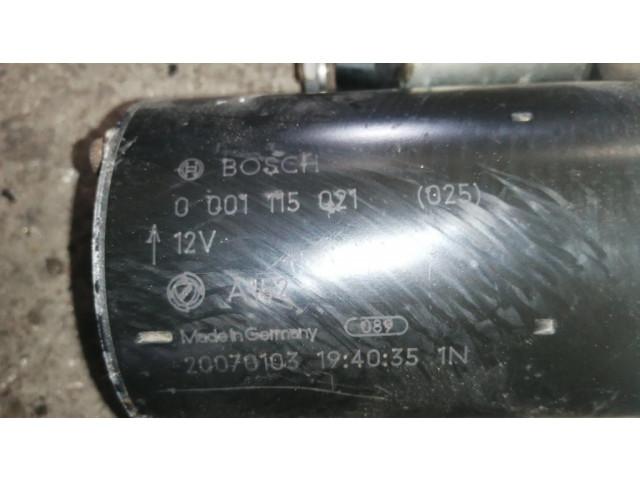 BOSCH
0 001 115 021 (025)
12V
Made in Germany 089
20070103 19:40:35 1N